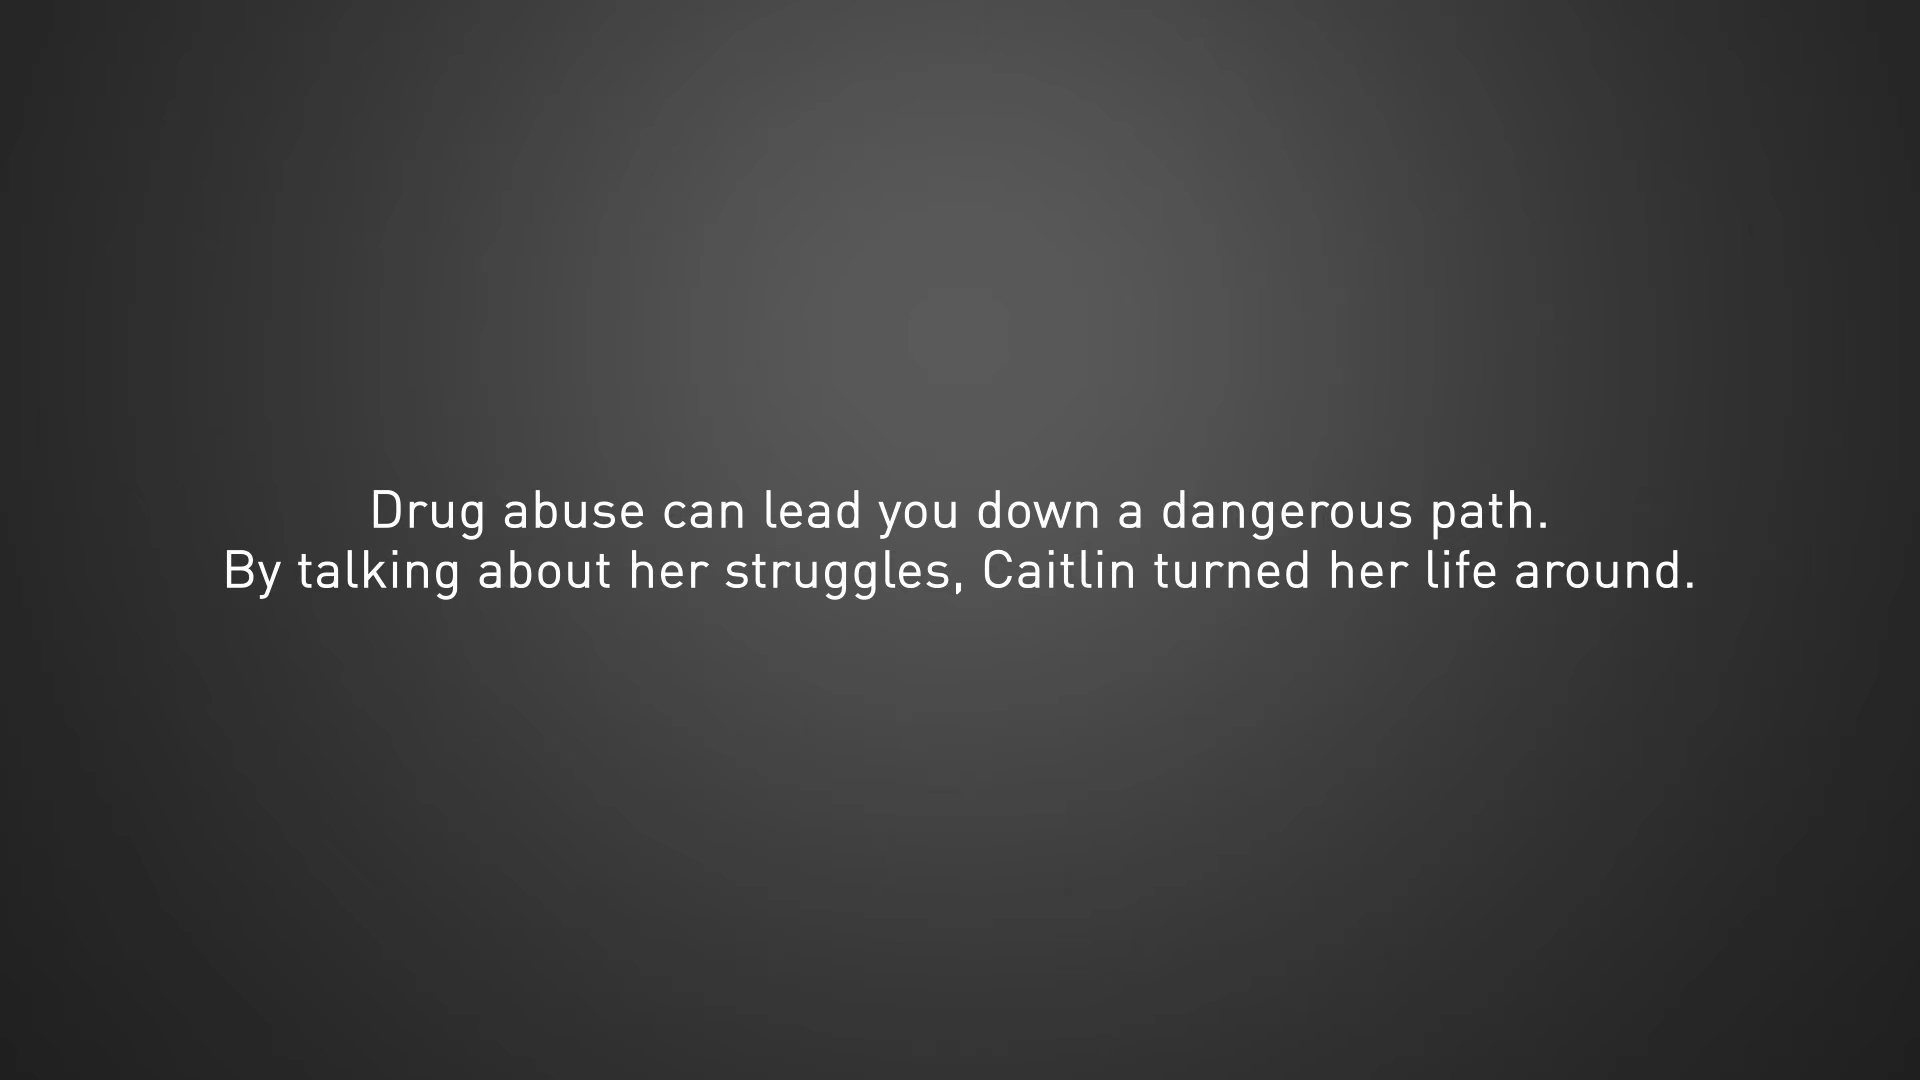 Drug abuse can lead you down a dangerous path.
By talking about her struggles, Caitlin turned her life around.